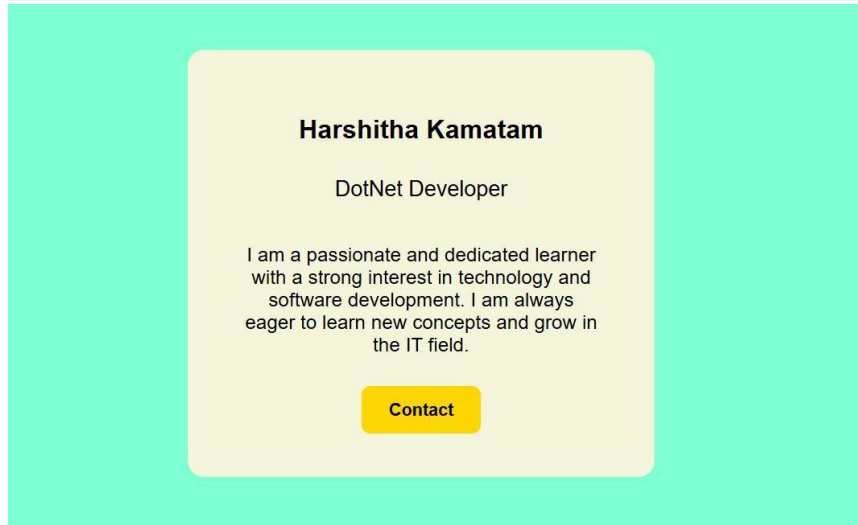 Harshitha Kamatam
DotNet Developer
I am a passionate and dedicated learner
with a strong interest in technology and
software development. I am always
eager to learn new concepts and grow in
the IT field.
Contact